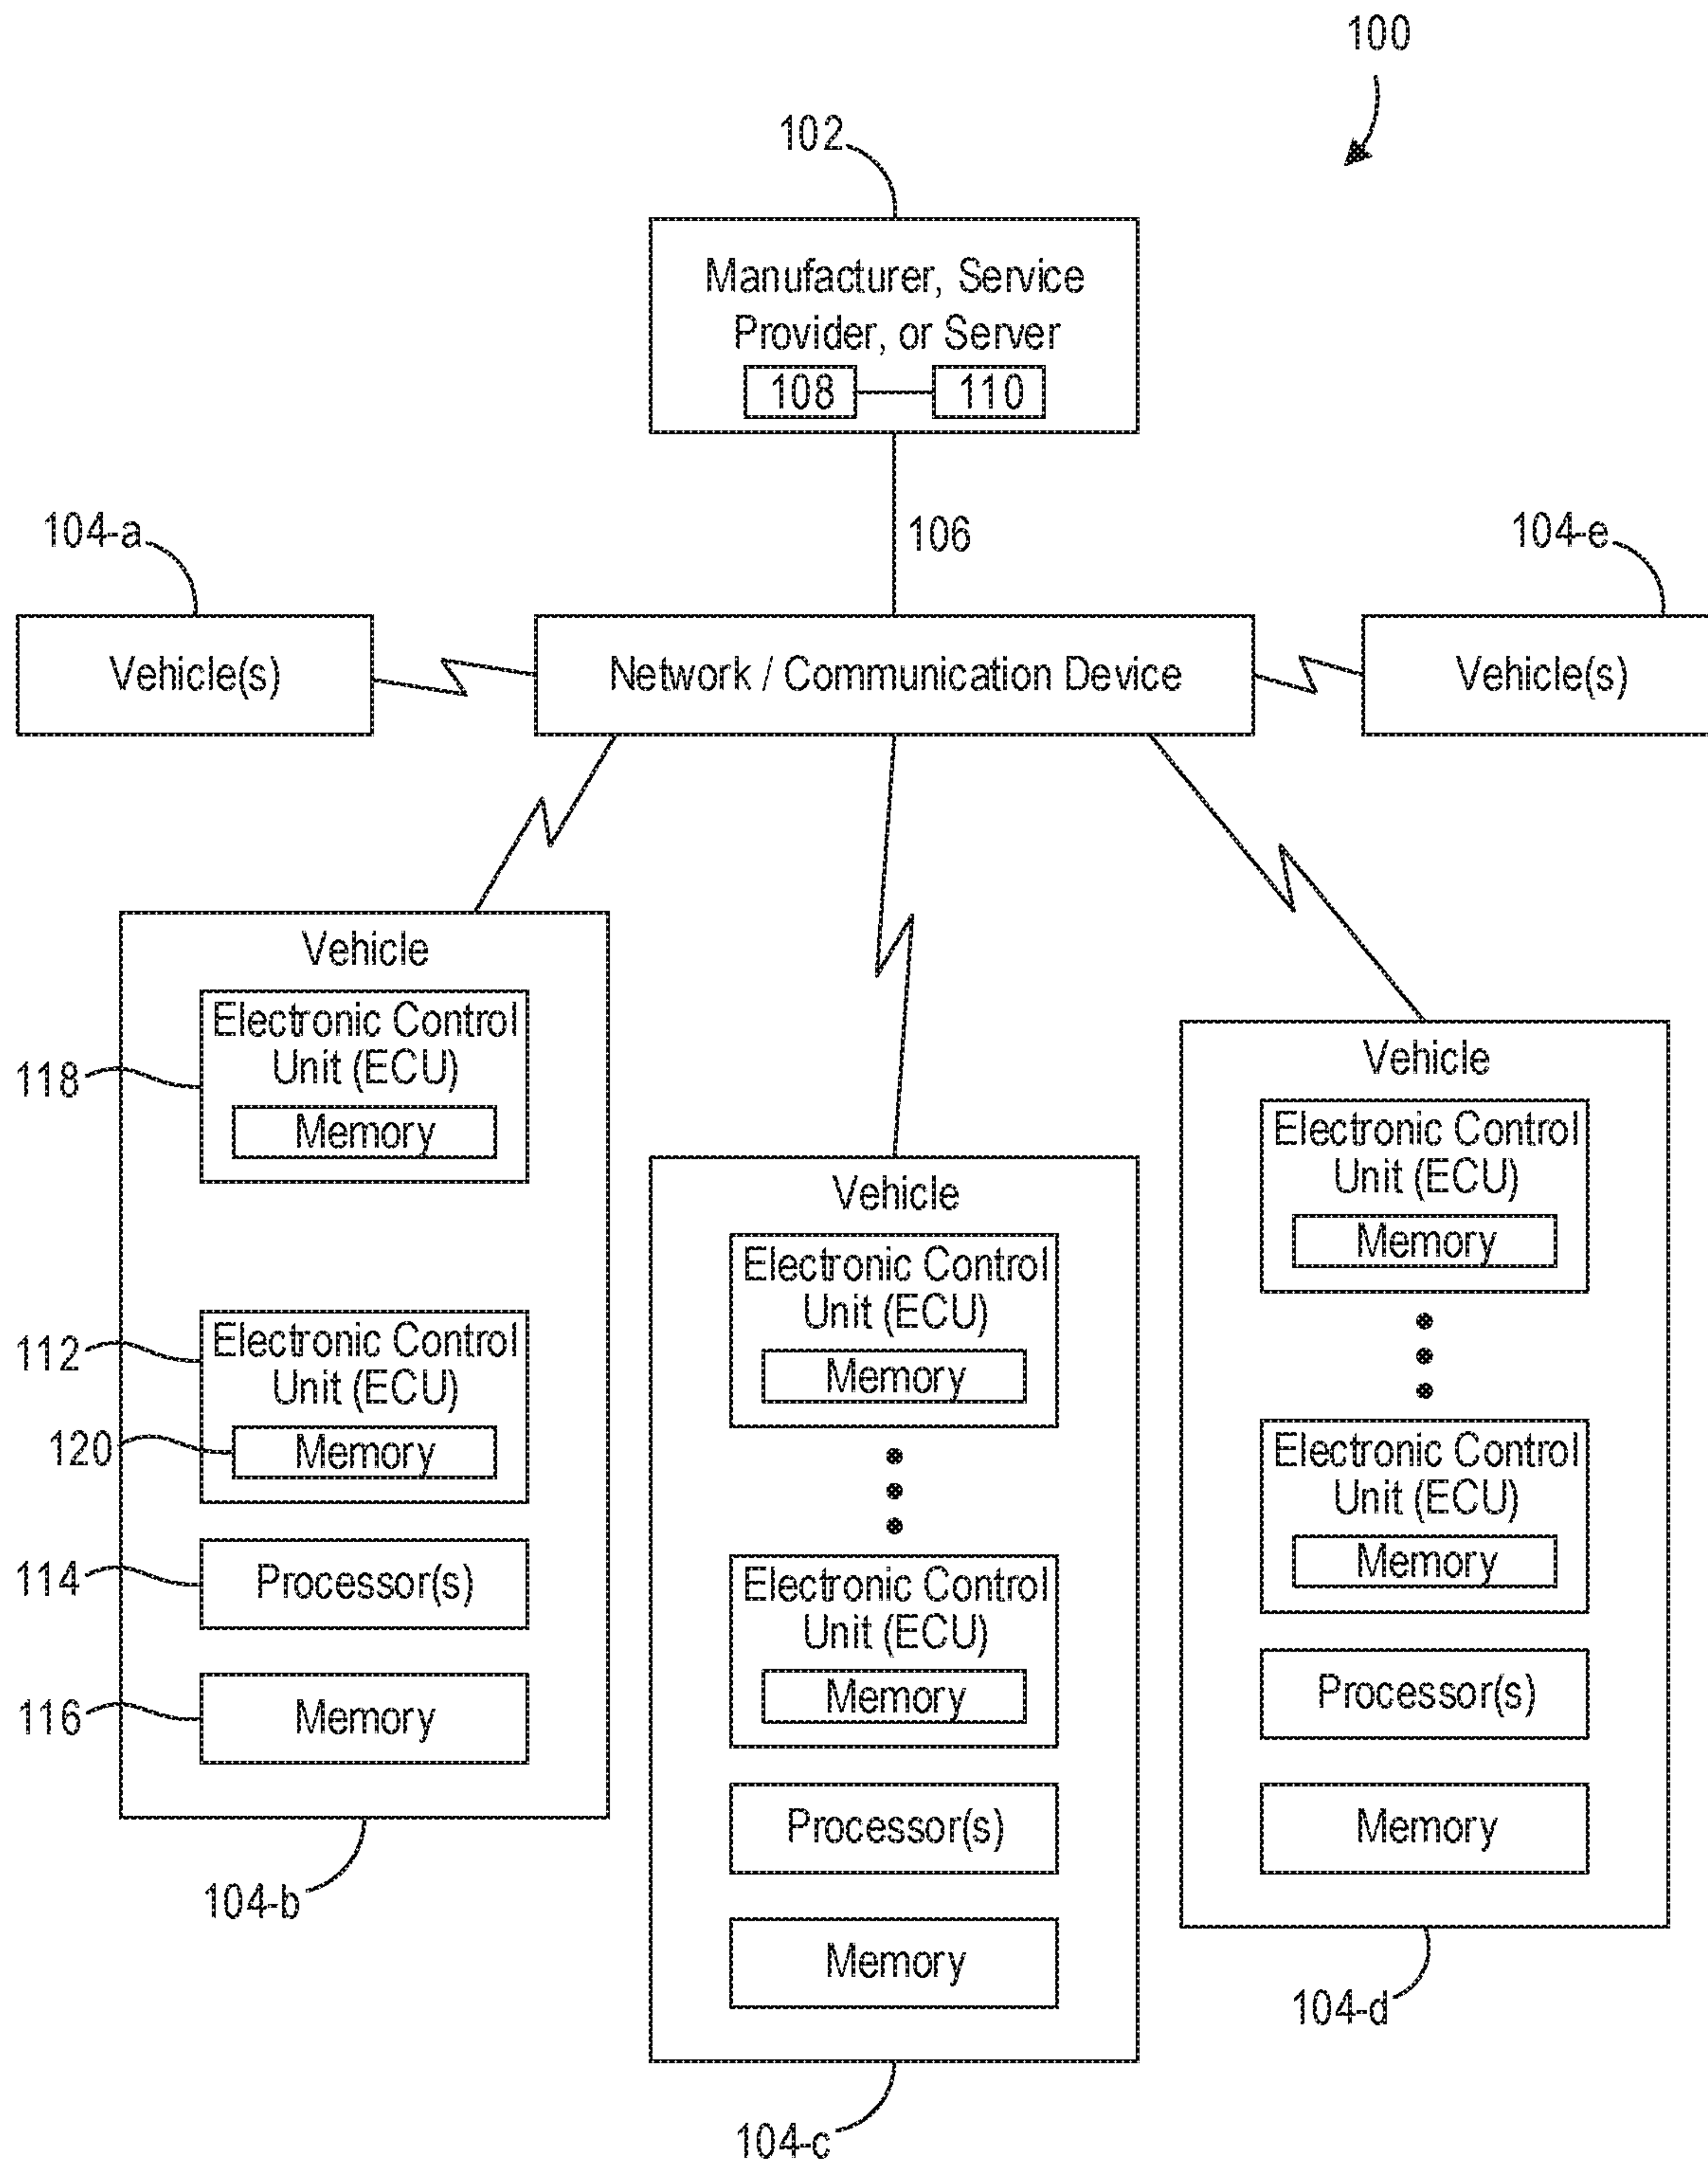 100
102
Manufacturer, Service
Provider, or Server
108
110
106
104-a
104-e
Vehicle(s)
Network / Communication Device
Vehicle(s)
Vehicle
Electronic Control
Unit (ECU)
Memory
118
Electronic Control
Unit (ECU)
Memory
112
120
Processor(s)
114
Memory
116
104-b
Vehicle
Electronic Control
Unit (ECU)
Memory
Electronic Control
Unit (ECU)
Memory
Processor(s)
Memory
104-c
Vehicle
Electronic Control
Unit (ECU)
Memory
Electronic Control
Unit (ECU)
Memory
Processor(s)
Memory
104-d